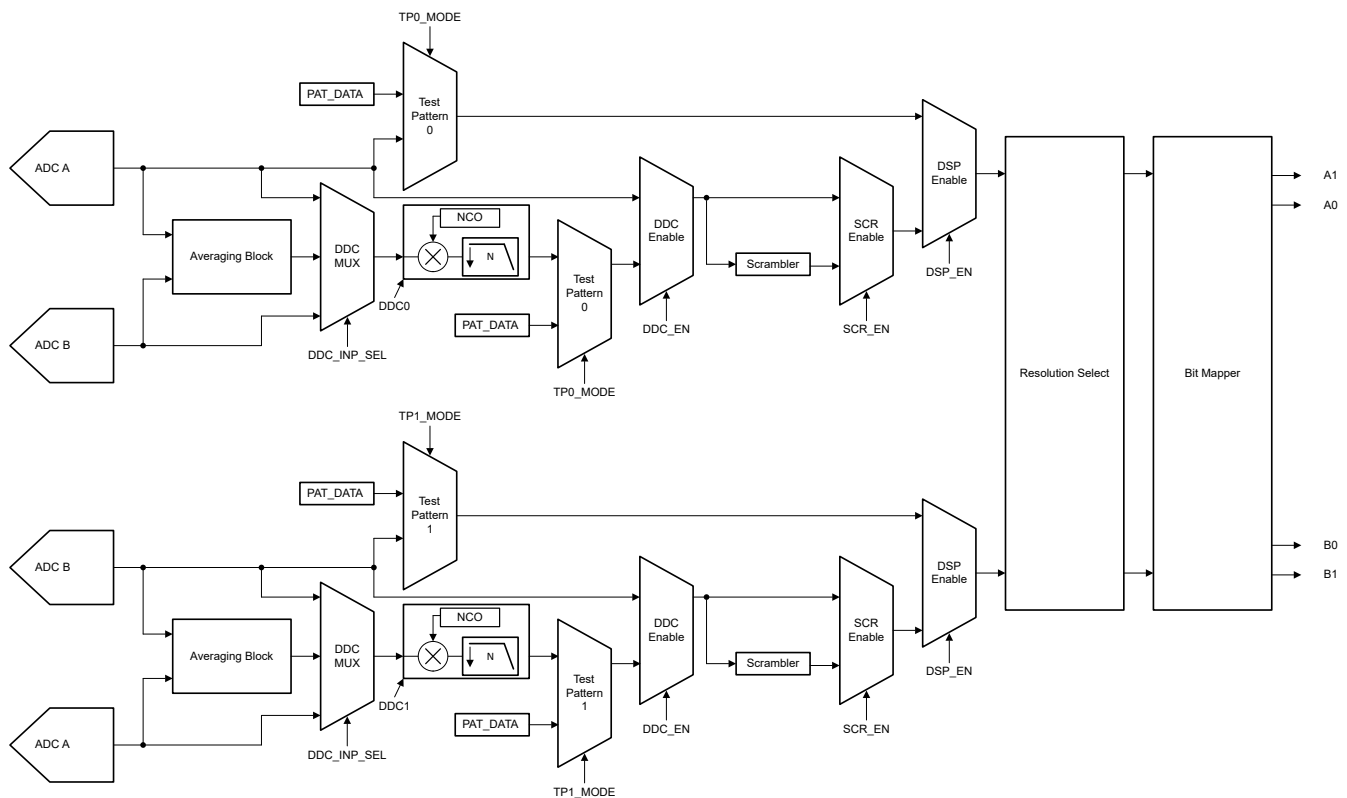 TP0_MODE
PAT_DATA
Test
Pattern
0
ADC A
Averaging Block
DDC
MUX
NCO
N
DDC0
ADC B
DDC_INP_SEL
Test
Pattern
0
PAT_DATA
TP0_MODE
DDC
Enable
DDC_EN
Scrambler
SCR
Enable
SCR_EN
DSP
Enable
DSP_EN
Resolution Select
Bit Mapper
A1
A0
B0
B1
TP1_MODE
PAT_DATA
Test
Pattern
1
ADC B
Averaging Block
DDC
MUX
NCO
N
DDC1
ADC A
DDC_INP_SEL
Test
Pattern
1
PAT_DATA
TP1_MODE
DDC
Enable
DDC_EN
Scrambler
SCR
Enable
SCR_EN
DSP
Enable
DSP_EN